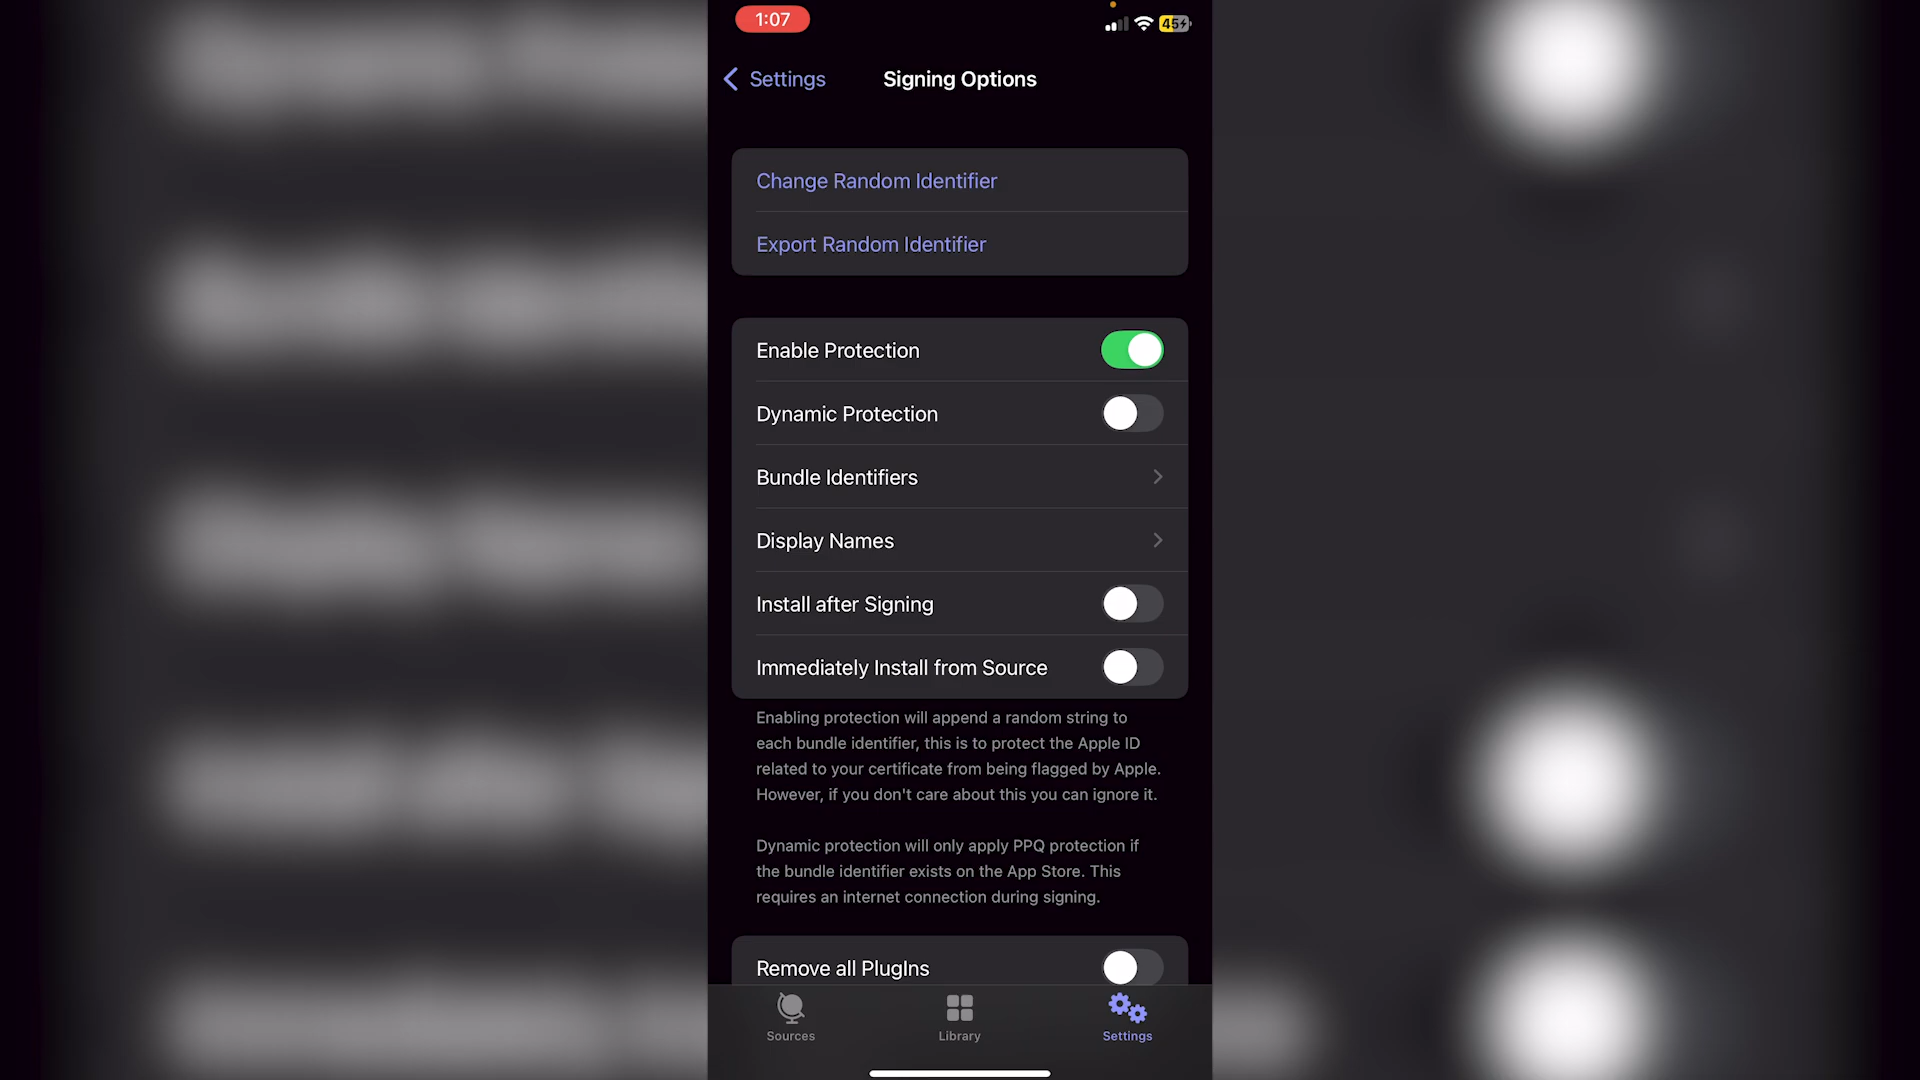 1:07
45
Settings
Signing Options
Change Random Identifier
Export Random Identifier
Enable Protection
Dynamic Protection
Bundle Identifiers
Display Names
Install after Signing
Immediately Install from Source
Enabling protection will append a random string to
each bundle identifier, this is to protect the Apple ID
related to your certificate from being flagged by Apple.
However, if you don't care about this you can ignore it.
Dynamic protection will only apply PPQ protection if
the bundle identifier exists on the App Store. This
requires an internet connection during signing.
Remove all PlugIns
Sources
Library
Settings